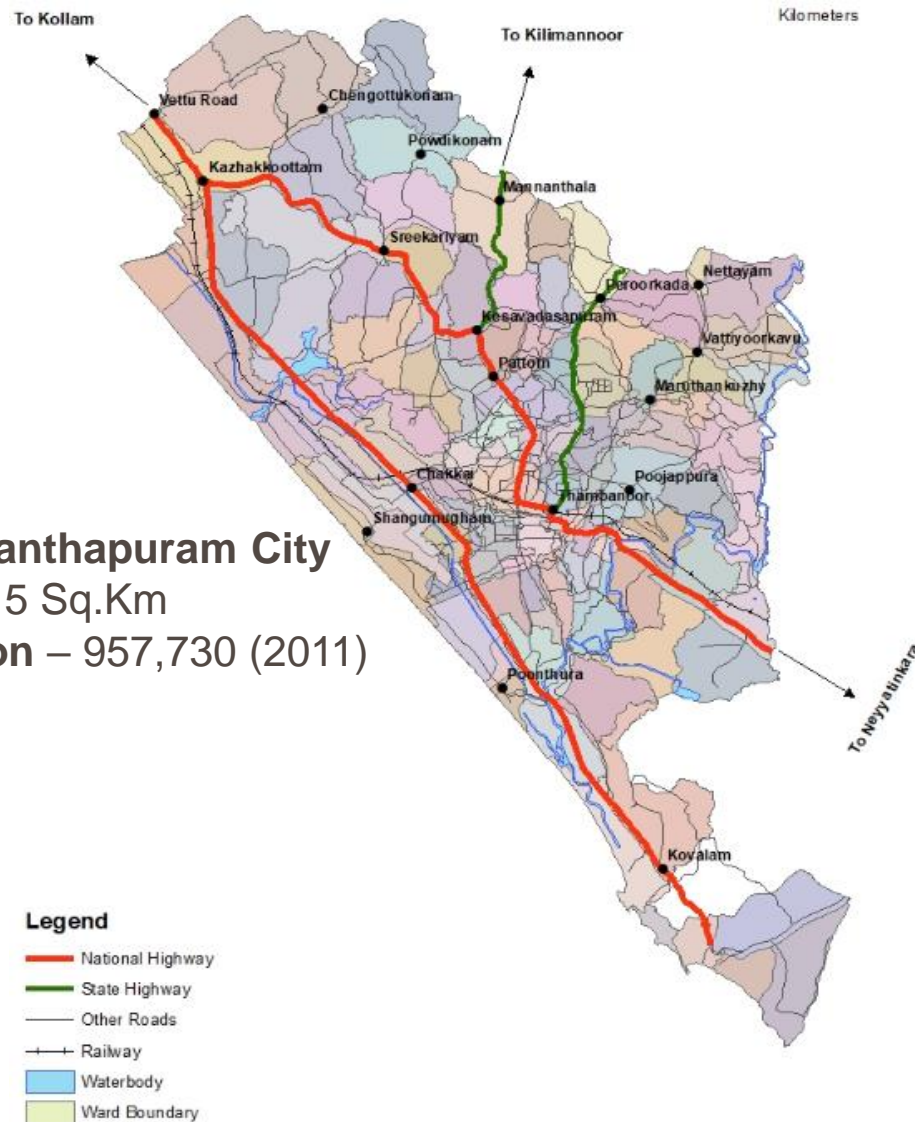 To Kollam
Kilometers
To Kilimannoor
Vettu Road
Chengottukonam
Powdikonam
Kazhakkoottam
Mannanthala
Sreekariyam
Nettayam
Peroorkada
Kesavadasapuram
Vattiyoorkavu
Pattom
Maruthankuzhy
Chakkai
Poojappura
Thambanoor
Shangumugham
anthapuram City
5 Sq.Km
on – 957,730 (2011)
Poonthura
To Neyyatinkara
Kovalam
Legend
National Highway
State Highway
Other Roads
Railway
Waterbody
Ward Boundary